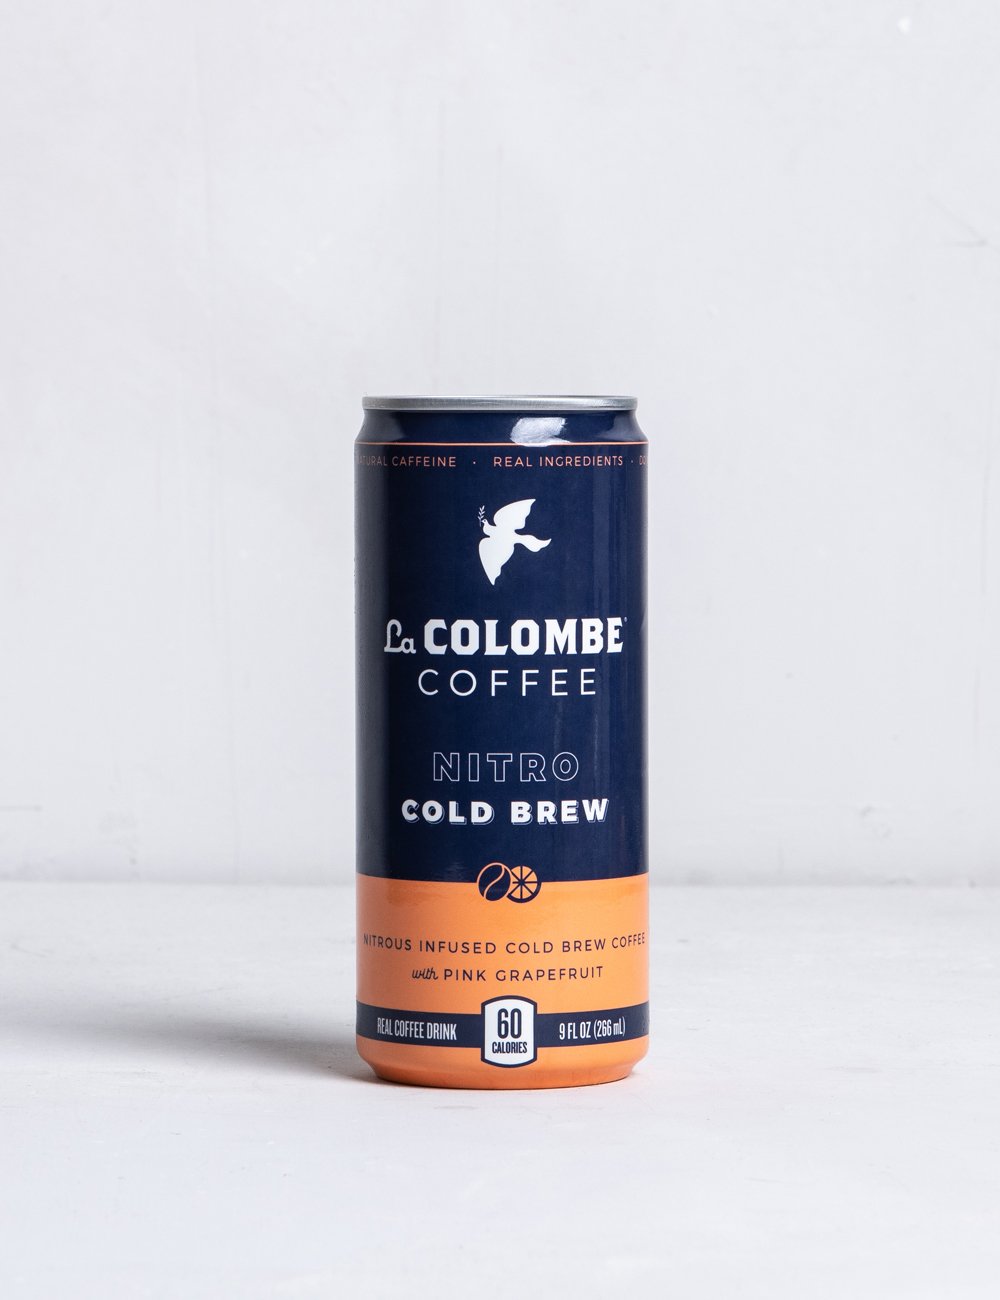 CAFFEINE · REAL INGREDIENTS ·
La COLOMBE
COFFEE
NITRO
COLD BREW
NITROUS INFUSED COLD BREW COFFEE
with PINK GRAPEFRUIT
REAL COFFEE DRINK
60
CALORIES
9 FL OZ (266 mL)